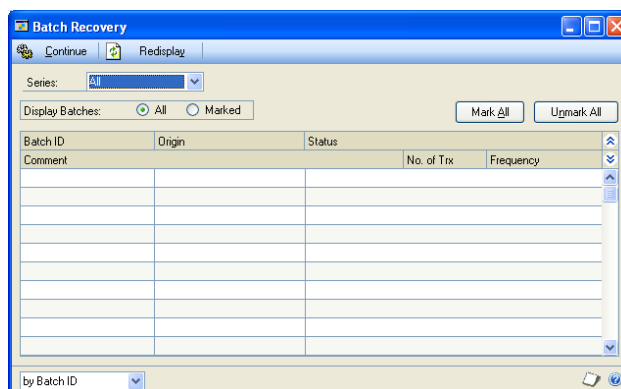 Batch Recovery
Continue Redisplay
Series: All
Display Batches: All Marked Mark All Unmark All
Batch ID Origin Status
Comment No. of Trx Frequency
by Batch ID